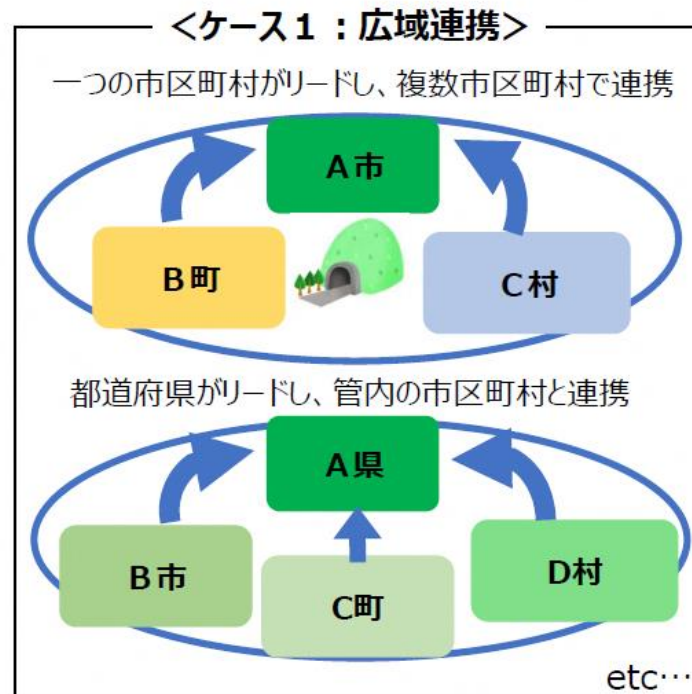 ＜ケース１：広域連携＞
一つの市区町村がリードし、複数市区町村で連携
A市
B町
C村
都道府県がリードし、管内の市区町村と連携
A県
B市
C町
D村
etc…